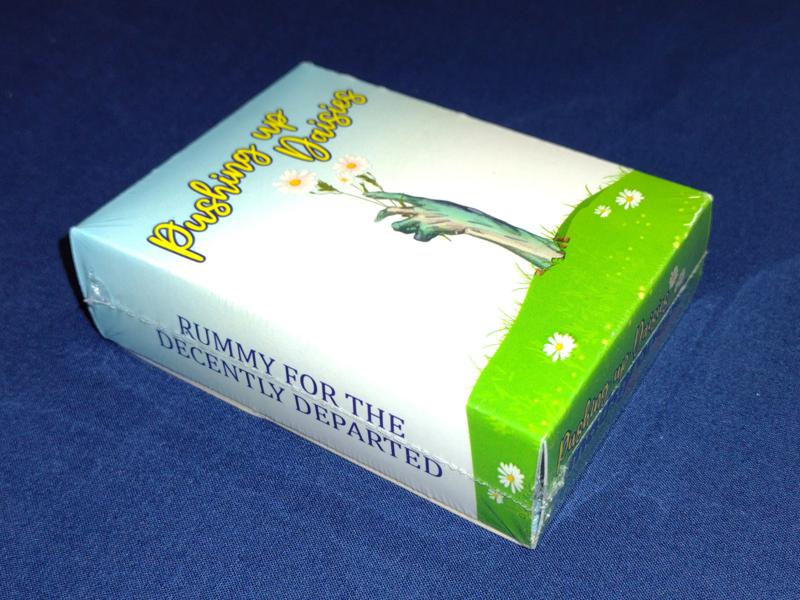 Pushing up
Daisies
RUMMY FOR THE
DECENTLY DEPARTED
Pushing up Daisies